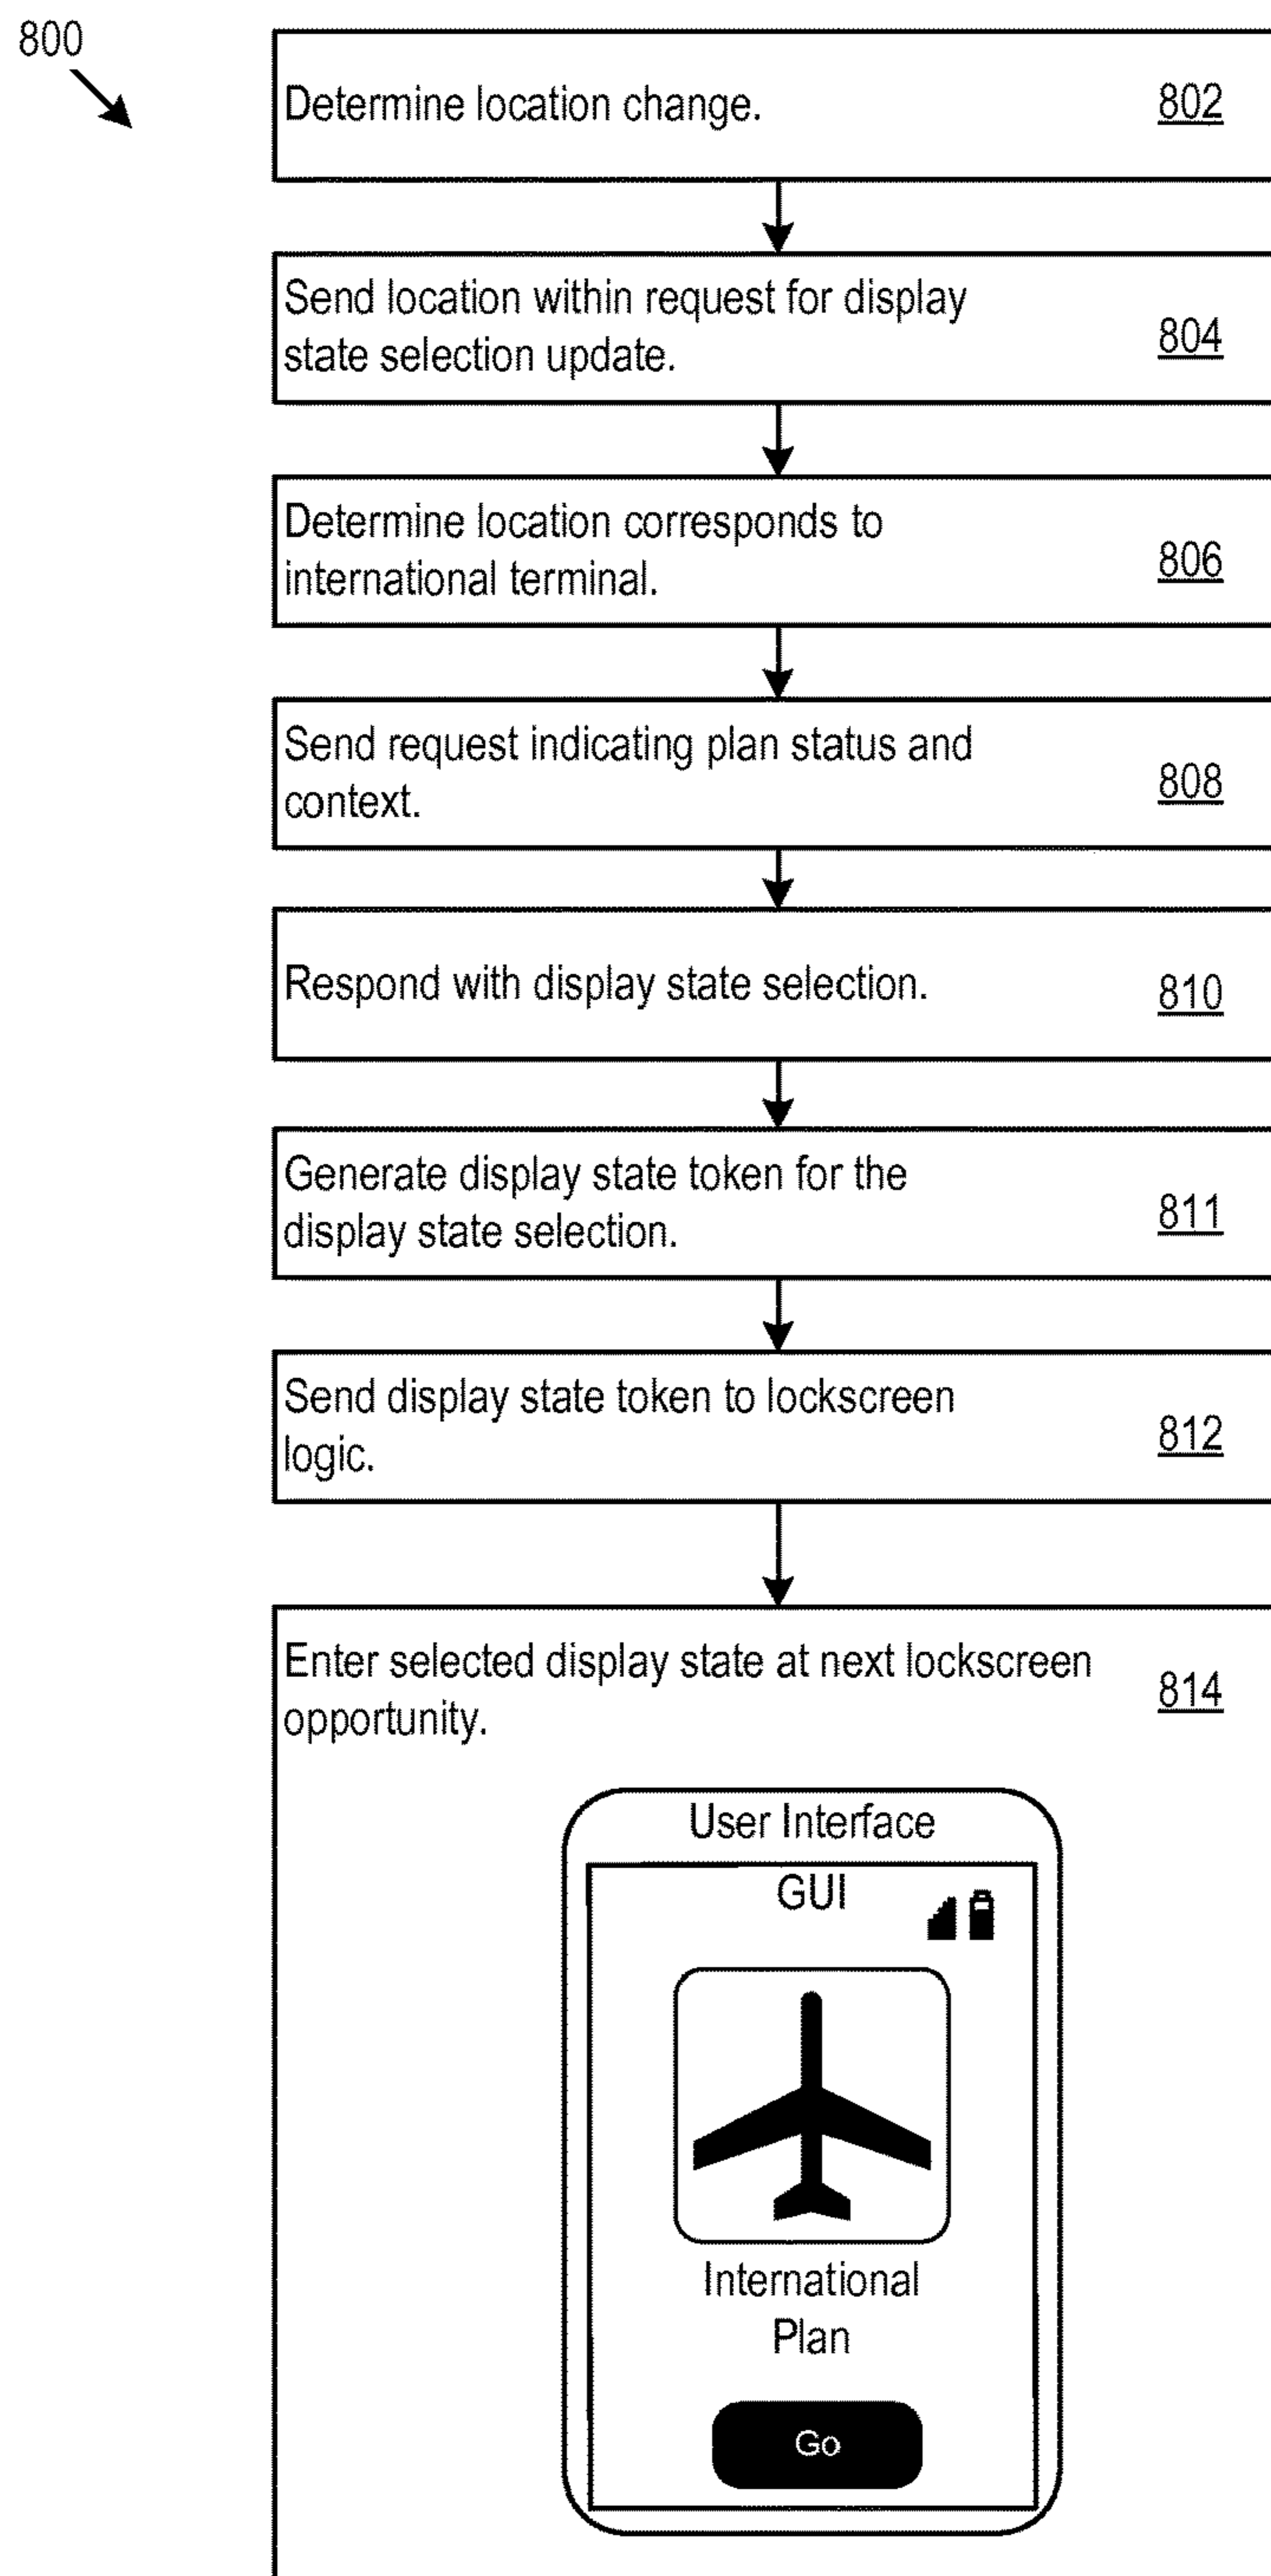 800
Determine location change. 802
Send location within request for display
state selection update. 804
Determine location corresponds to
international terminal. 806
Send request indicating plan status and
context. 808
Respond with display state selection. 810
Generate display state token for the
display state selection. 811
Send display state token to lockscreen
logic. 812
Enter selected display state at next lockscreen
opportunity. 814
User Interface
GUI
International
Plan
Go